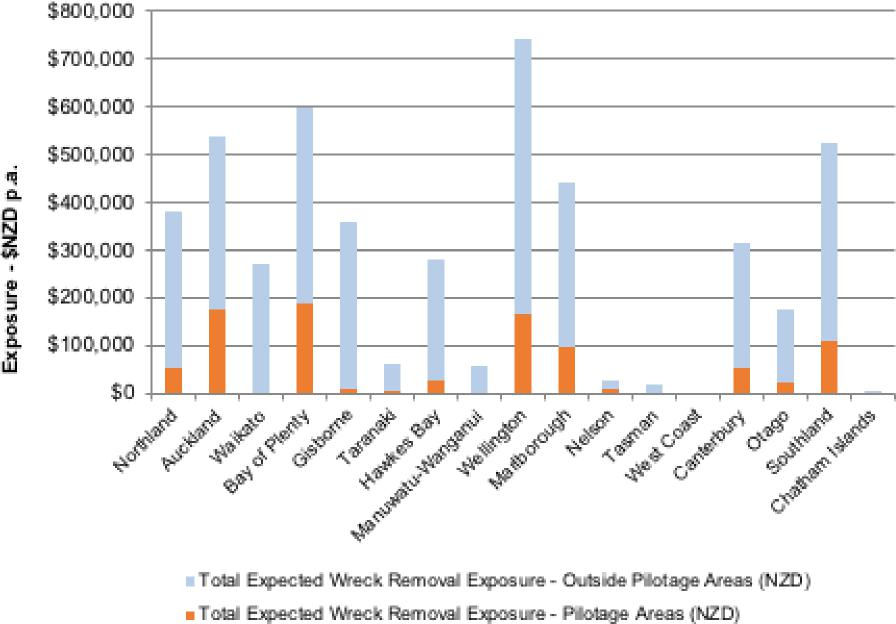 $800,000
$700,000
$600,000
$500,000
$400,000
$300,000
$200,000
$100,000
$0
Exposure - $NZD p.a.
Northland
Auckland
Waikato
Bay of Plenty
Gisborne
Taranaki
Hawkes Bay
Manuwatu-Wanganui
Wellington
Marlborough
Nelson
Tasman
West Coast
Canterbury
Otago
Southland
Chatham Islands
Total Expected Wreck Removal Exposure - Outside Pilotage Areas (NZD)
Total Expected Wreck Removal Exposure - Pilotage Areas (NZD)